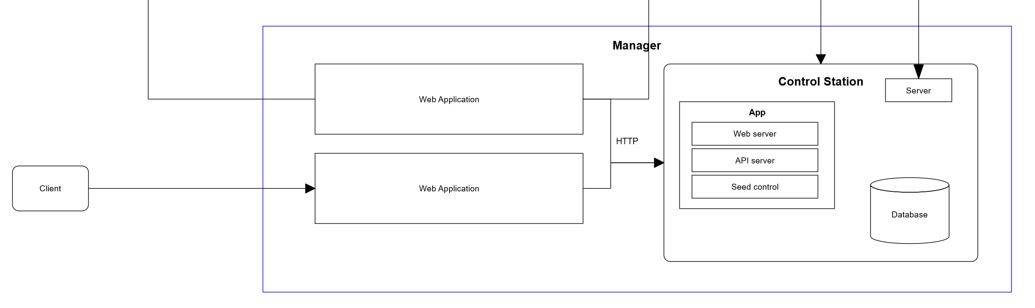 Manager
Web Application
Control Station
Server
App
Web server
HTTP
API server
Seed control
Client
Web Application
Database